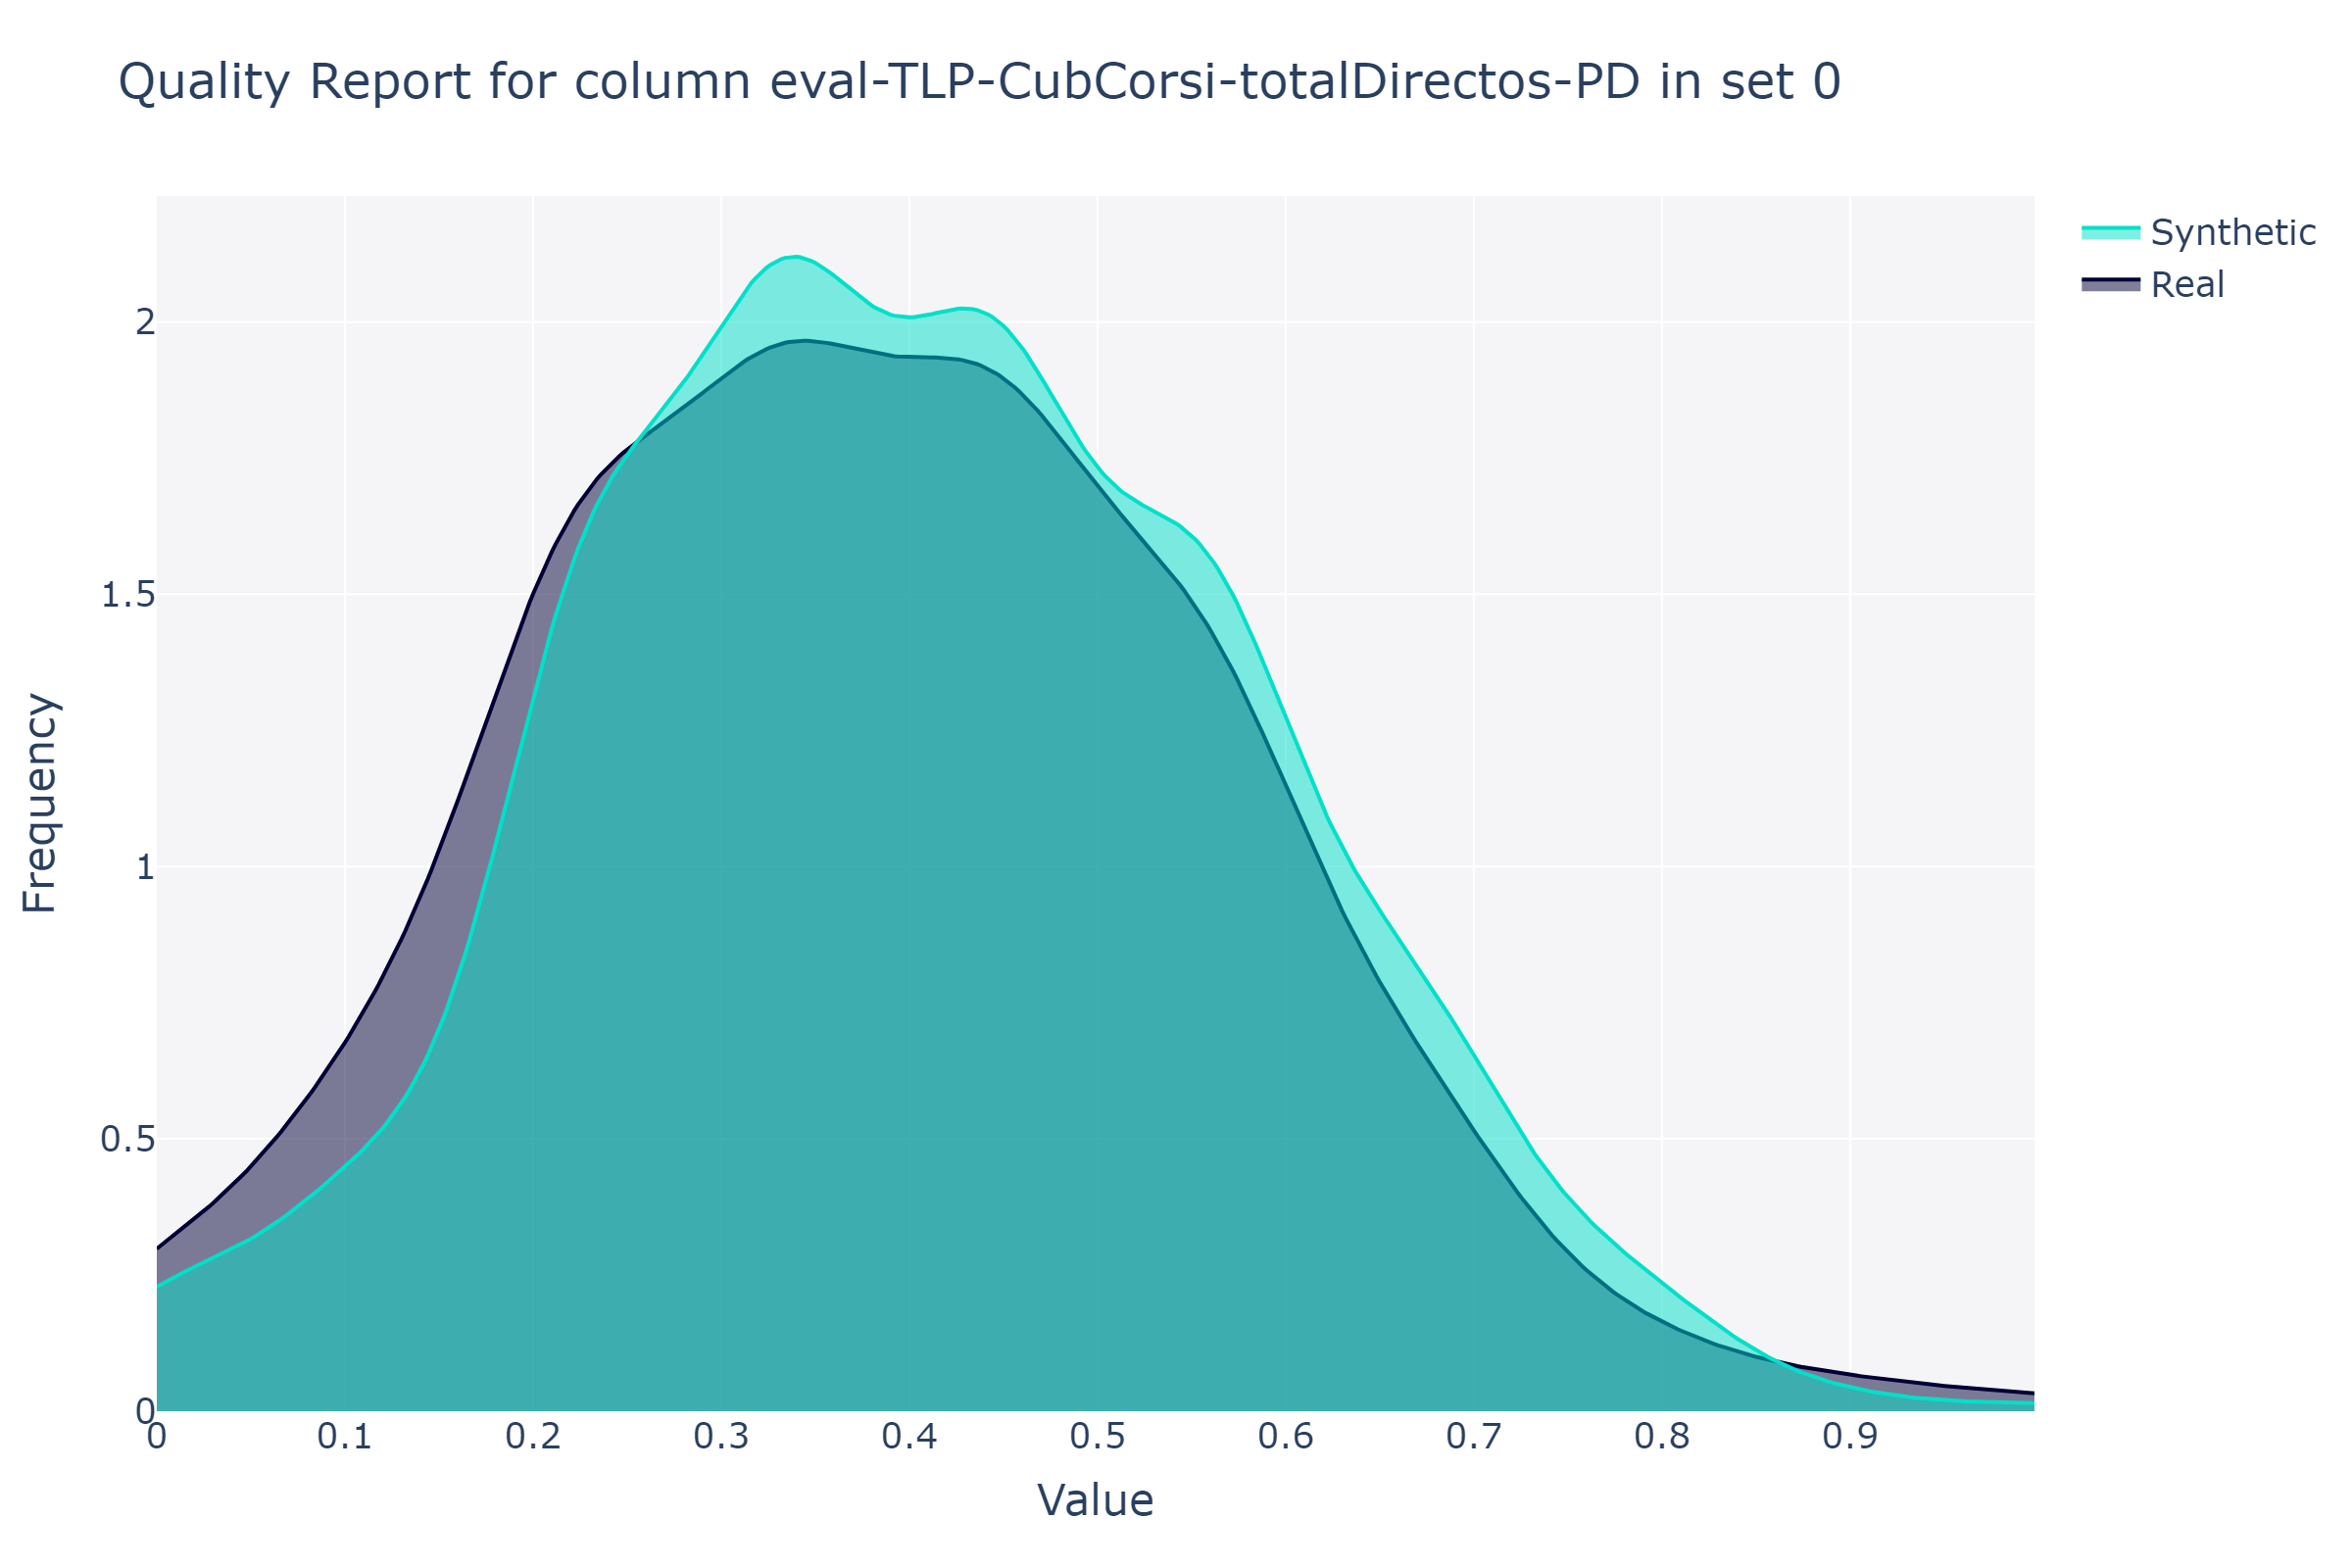 Quality Report for column eval-TLP-CubCorsi-totalDirectos-PD in set 0
Synthetic
Real
Frequency
2
1.5
1
0.5
0
0 0.1 0.2 0.3 0.4 0.5 0.6 0.7 0.8 0.9
Value